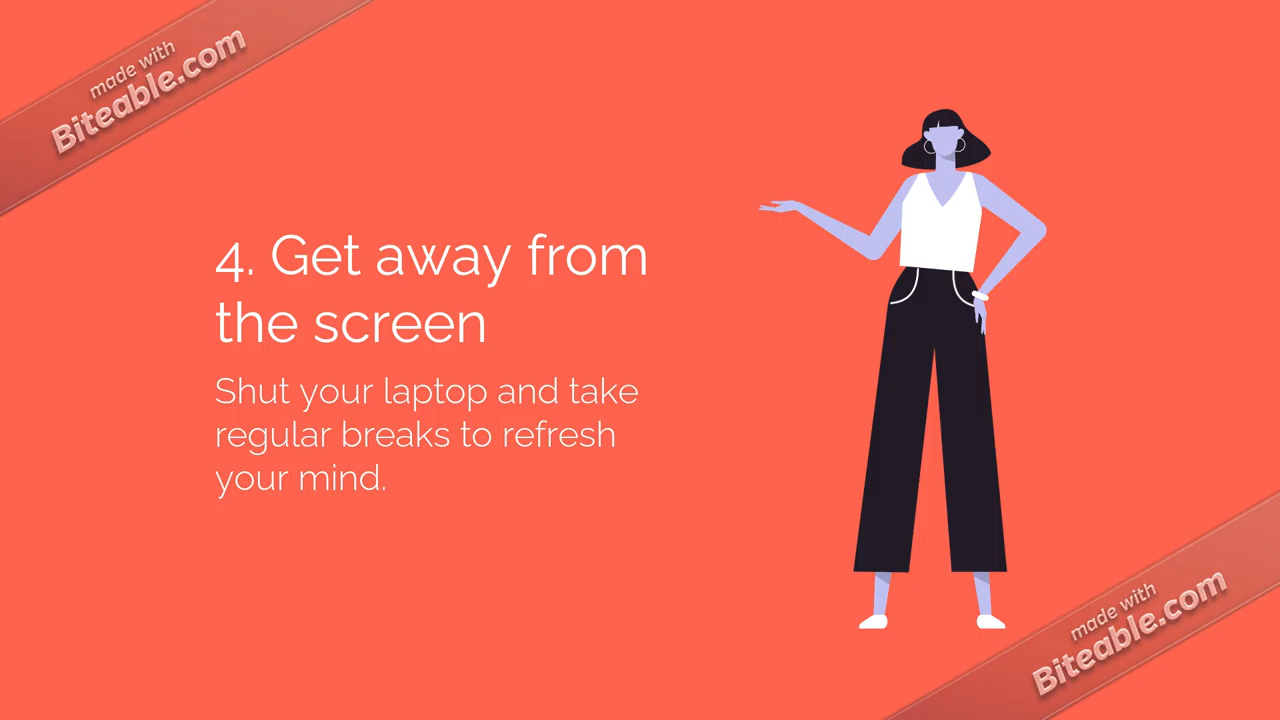 made with
Biteable.com
4. Get away from
the screen
Shut your laptop and take
regular breaks to refresh
your mind.
made with
Biteable.com